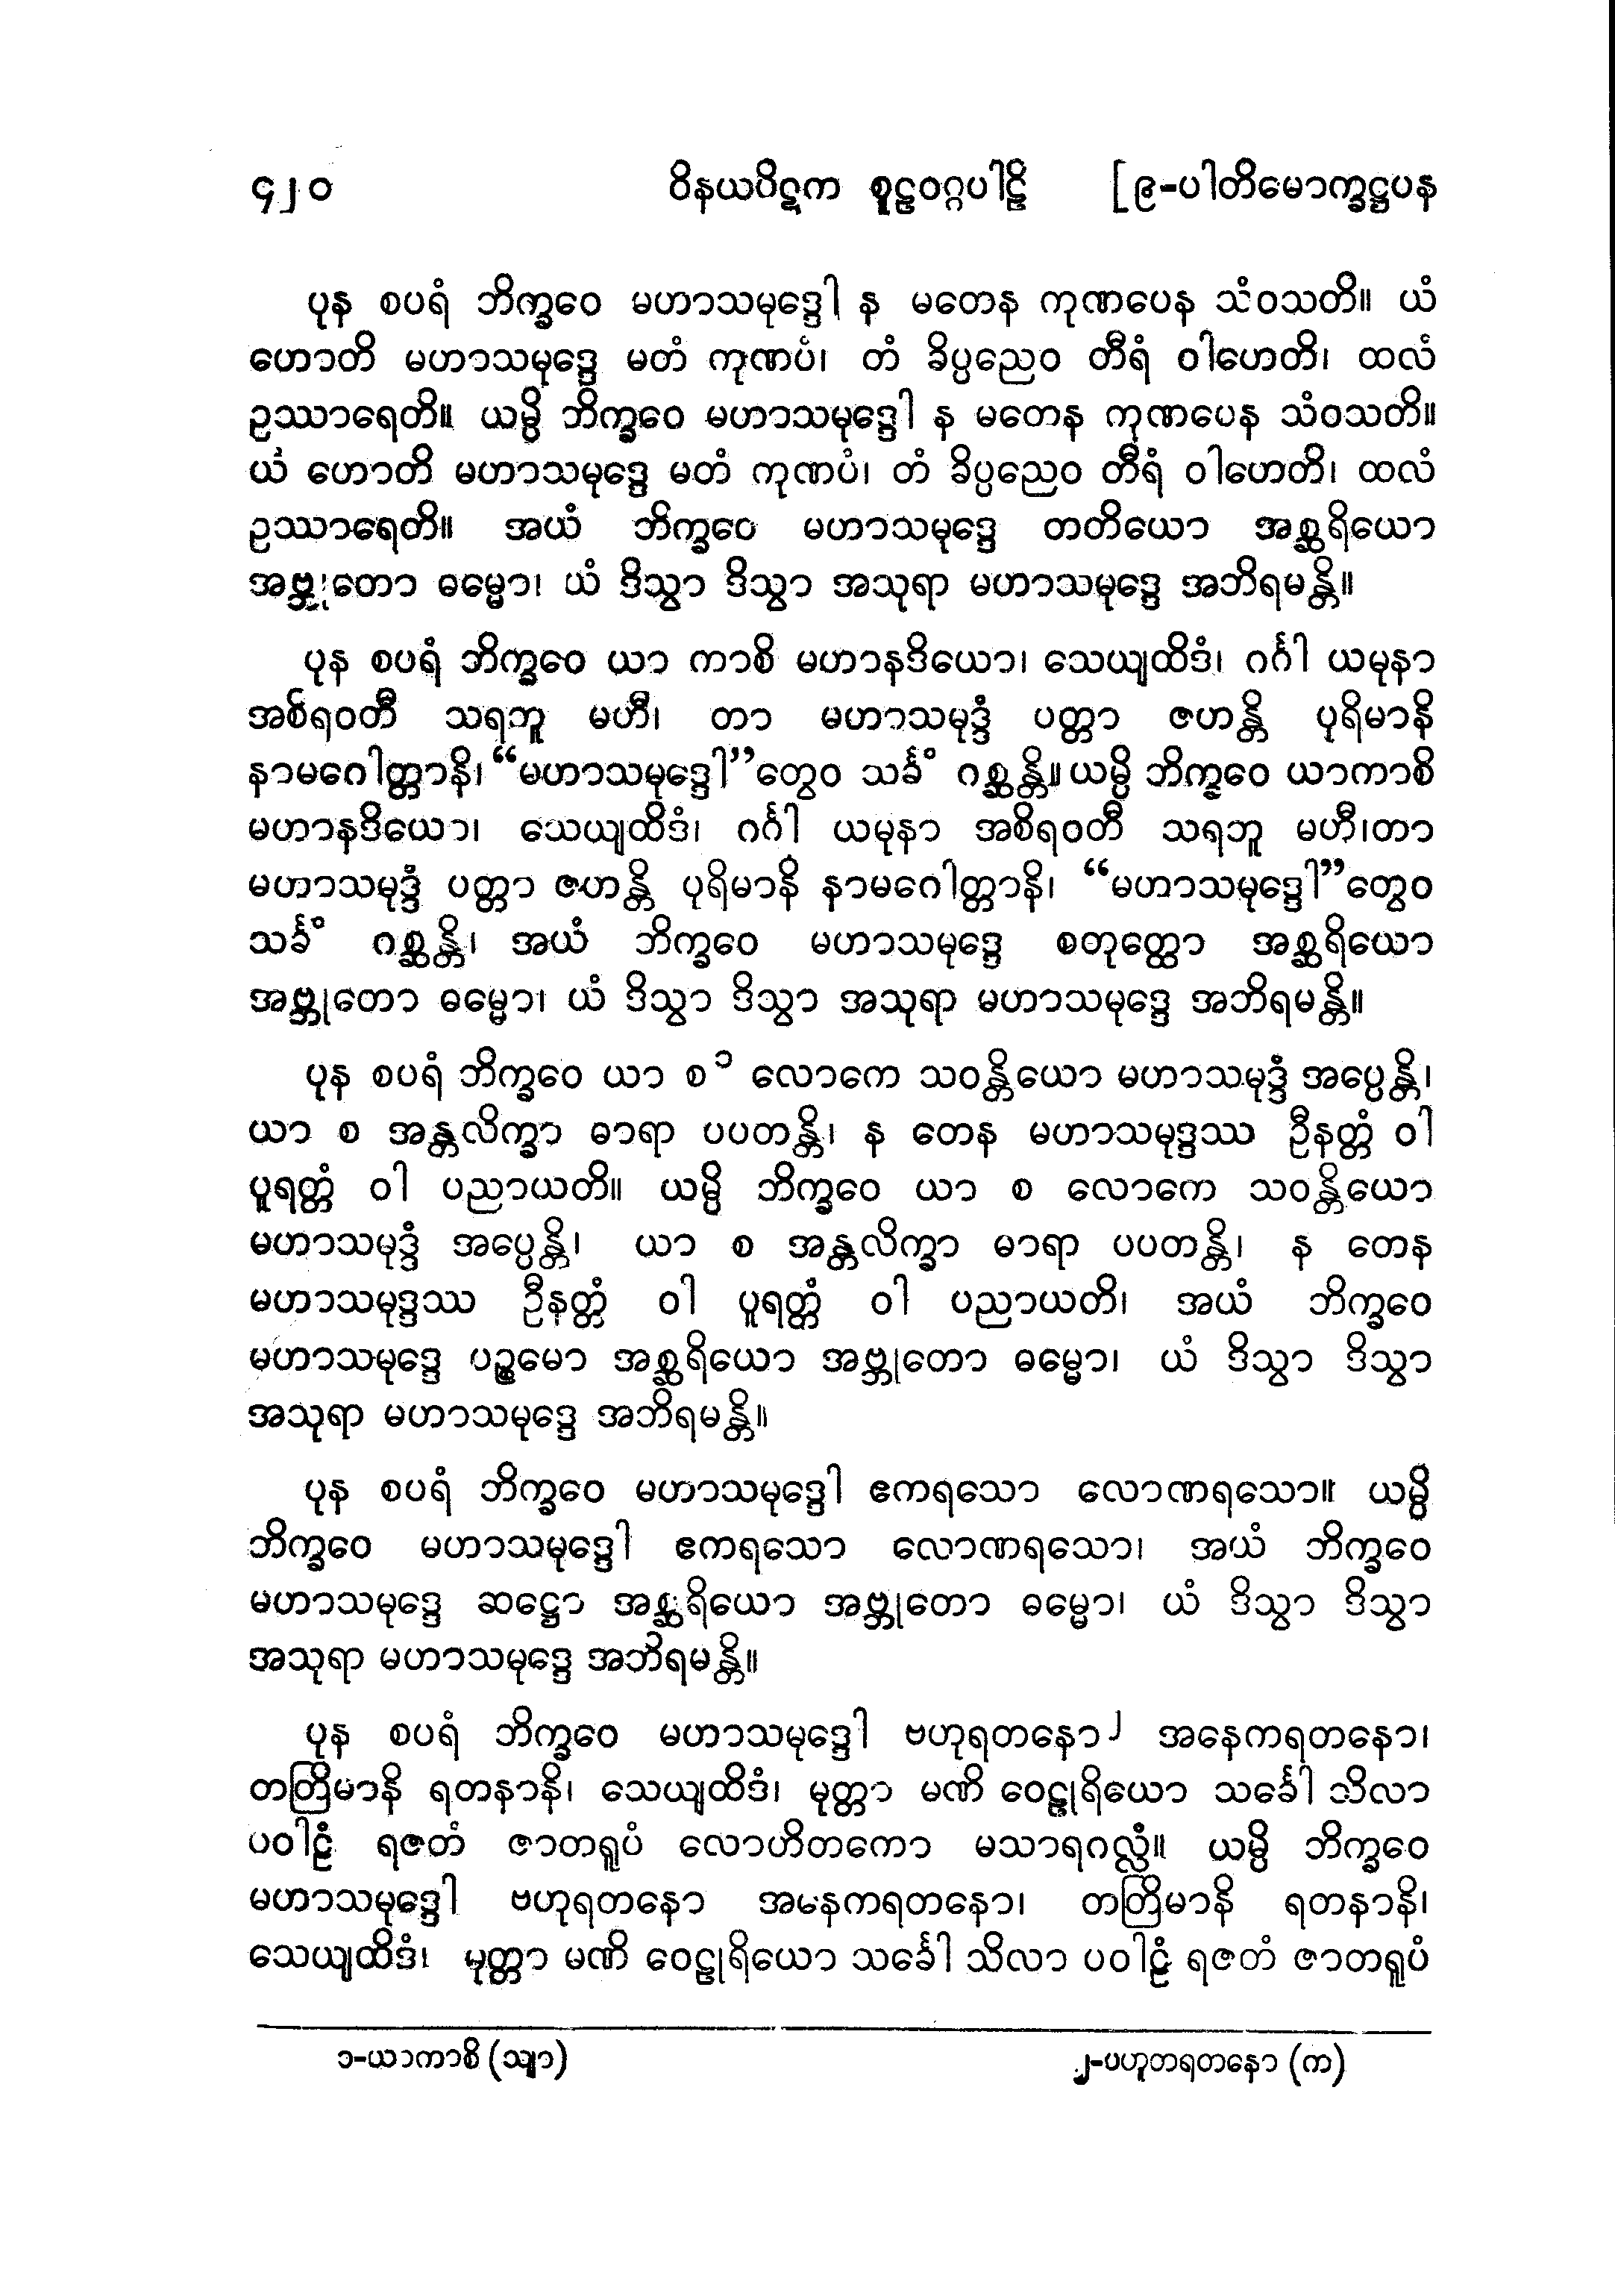 ၄၂၀ ဝိနယပိဋက စူဠဝဂ္ဂပါဠိ [၉-ပါတိမောက္ခဋ္ဌပန
ပုန စပရံ ဘိက္ခဝေ မဟာသမုဒ္ဒေါ န မတေန ကုဏပေန သံဝသတိ။ ယံ
ဟောတိ မဟာသမုဒ္ဒေ မတံ ကုဏပံ၊ တံ ခိပ္ပညေဝ တီရံ ဝါဟေတိ၊ ထလံ
ဥဿာရေတိ။ ယမ္ပိ ဘိက္ခဝေ မဟာသမုဒ္ဒေါ န မတေန ကုဏပေန သံဝသတိ။
ယံ ဟောတိ မဟာသမုဒ္ဒေ မတံ ကုဏပံ၊ တံ ခိပ္ပညေဝ တီရံ ဝါဟေတိ၊ ထလံ
ဥဿာရေတိ။ အယံ ဘိက္ခဝေ မဟာသမုဒ္ဒေ တတိယော အစ္ဆရိယော
အဗ္ဘုတော ဓမ္မော၊ ယံ ဒိသွာ ဒိသွာ အသုရာ မဟာသမုဒ္ဒေ အဘိရမန္တိ။
ပုန စပရံ ဘိက္ခဝေ ယာ ကာစိ မဟာနဒိယော၊ သေယျထိဒံ၊ ဂင်္ဂါ ယမုနာ
အစိရဝတီ သရဘူ မဟီ၊ တာ မဟာသမုဒ္ဒံ ပတ္တာ ဇဟန္တိ ပုရိမာနိ
နာမဂေါတ္တာနိ၊ “မဟာသမုဒ္ဒေါ”တွေဝ သင်္ခံ ဂစ္ဆန္တိ။ ယမ္ပိ ဘိက္ခဝေ ယာကာစိ
မဟာနဒိယော၊ သေယျထိဒံ၊ ဂင်္ဂါ ယမုနာ အစိရဝတီ သရဘူ မဟီ၊တာ
မဟာသမုဒ္ဒံ ပတ္တာ ဇဟန္တိ ပုရိမာနိ နာမဂေါတ္တာနိ၊ “မဟာသမုဒ္ဒေါ”တွေဝ
သင်္ခံ ဂစ္ဆန္တိ၊ အယံ ဘိက္ခဝေ မဟာသမုဒ္ဒေ စတုတ္ထော အစ္ဆရိယော
အဗ္ဘုတော ဓမ္မော၊ ယံ ဒိသွာ ဒိသွာ အသုရာ မဟာသမုဒ္ဒေ အဘိရမန္တိ။
ပုန စပရံ ဘိက္ခဝေ ယာ စ ၁ လောကေ သဝန္တိယော မဟာသမုဒ္ဒံ အပ္ပေန္တိ၊
ယာ စ အန္တလိက္ခာ ဓာရာ ပပတန္တိ၊ န တေန မဟာသမုဒ္ဒဿ ဦနတ္တံ ဝါ
ပူရတ္တံ ဝါ ပညာယတိ။ ယမ္ပိ ဘိက္ခဝေ ယာ စ လောကေ သဝန္တိယော
မဟာသမုဒ္ဒံ အပ္ပေန္တိ၊ ယာ စ အန္တလိက္ခာ ဓာရာ ပပတန္တိ၊ န တေန
မဟာသမုဒ္ဒဿ ဦနတ္တံ ဝါ ပူရတ္တံ ဝါ ပညာယတိ၊ အယံ ဘိက္ခဝေ
မဟာသမုဒ္ဒေ ပဉ္စမော အစ္ဆရိယော အဗ္ဘုတော ဓမ္မော၊ ယံ ဒိသွာ ဒိသွာ
အသုရာ မဟာသမုဒ္ဒေ အဘိရမန္တိ။
ပုန စပရံ ဘိက္ခဝေ မဟာသမုဒ္ဒေါ ဧကရသော လောဏရသော။ ယမ္ပိ
ဘိက္ခဝေ မဟာသမုဒ္ဒေါ ဧကရသော လောဏရသော၊ အယံ ဘိက္ခဝေ
မဟာသမုဒ္ဒေ ဆဋ္ဌော အစ္ဆရိယော အဗ္ဘုတော ဓမ္မော၊ ယံ ဒိသွာ ဒိသွာ
အသုရာ မဟာသမုဒ္ဒေ အဘိရမန္တိ။
ပုန စပရံ ဘိက္ခဝေ မဟာသမုဒ္ဒေါ ဗဟုရတနော၂ အနေကရတနော၊
တတြိမာနိ ရတနာနိ၊ သေယျထိဒံ၊ မုတ္တာ မဏိ ဝေဠုရိယော သင်္ခေါ သိလာ
ပဝါဠံ ရဇတံ ဇာတရူပံ လောဟိတကော မသာရဂလ္လံ။ ယမ္ပိ ဘိက္ခဝေ
မဟာသမုဒ္ဒေါ ဗဟုရတနော အနေကရတနော၊ တတြိမာနိ ရတနာနိ၊
သေယျထိဒံ၊ မုတ္တာ မဏိ ဝေဠုရိယော သင်္ခေါ သိလာ ပဝါဠံ ရဇတံ ဇာတရူပံ
၁-ယာကာစိ (သျာ) ၂-ပဟူတရတနော (က)